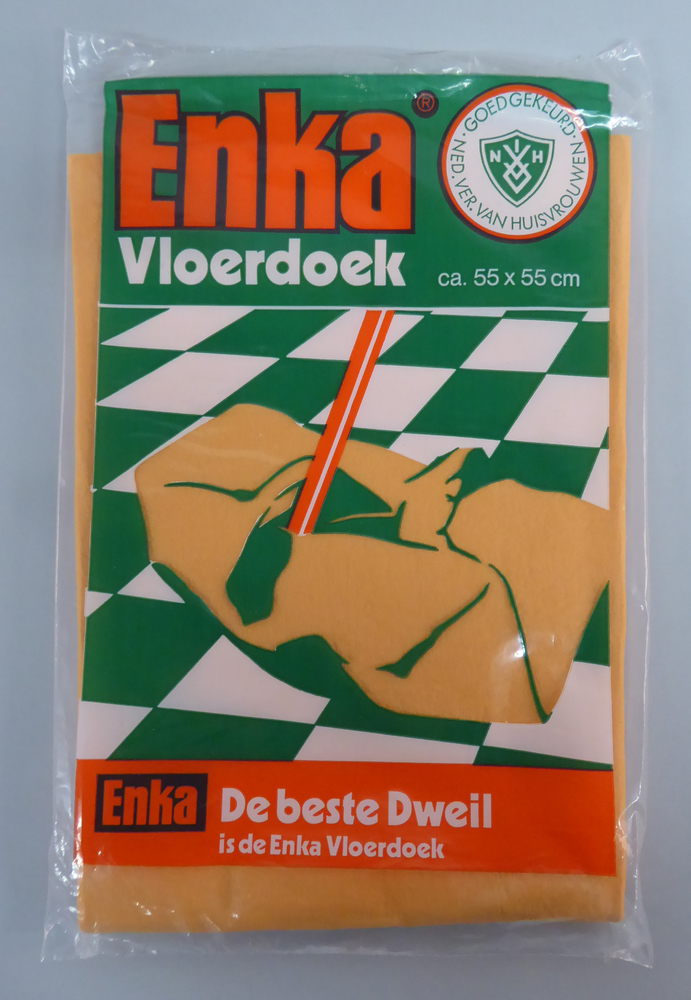 Enka®
GOEDGEKEURD · NED. VER. VAN HUISVROUWEN ·
N V H
Vloerdoek
ca. 55 x 55 cm
Enka
De beste Dweil
is de Enka Vloerdoek